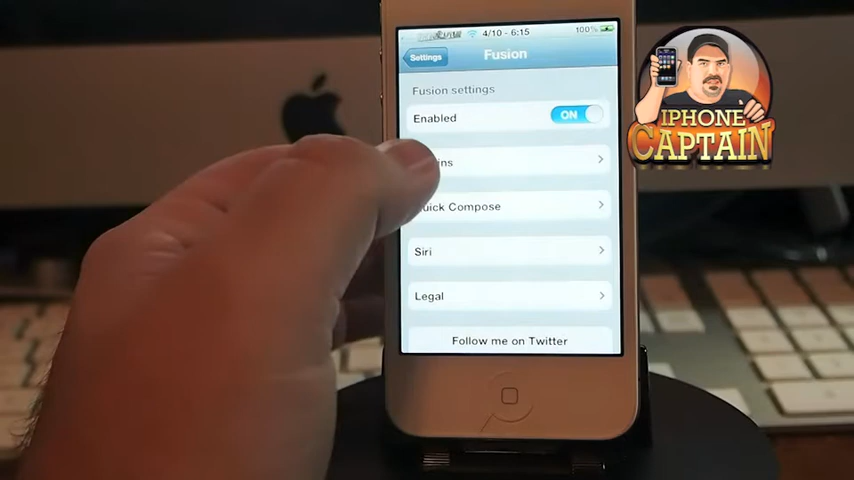 4/10 - 6:15
100%
Settings
Fusion
Fusion settings
Enabled
ON
Quick Compose
Siri
Legal
Follow me on Twitter
IPHONE
CAPTAIN